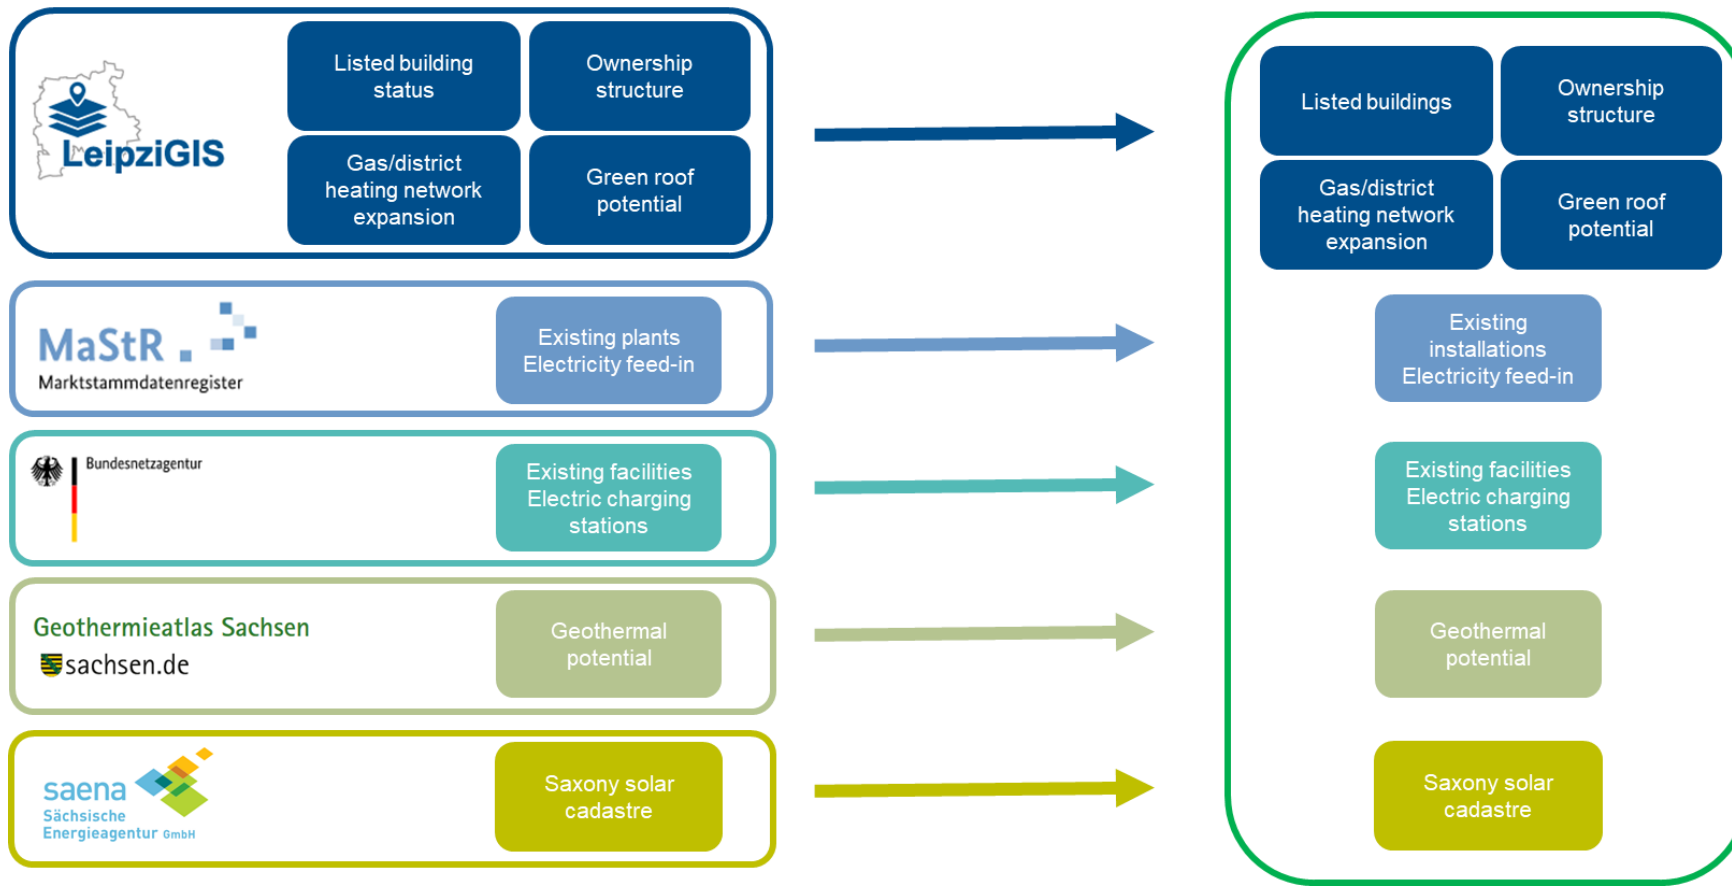 LeipziGIS
Listed building
status
Ownership
structure
Gas/district
heating network
expansion
Green roof
potential
MaStR
Marktstammdatenregister
Existing plants
Electricity feed-in
Bundesnetzagentur
Existing facilities
Electric charging
stations
Geothermieatlas Sachsen
sachsen.de
Geothermal
potential
saena
Sächsische
Energieagentur GmbH
Saxony solar
cadastre
Listed buildings
Ownership
structure
Gas/district
heating network
expansion
Green roof
potential
Existing
installations
Electricity feed-in
Existing facilities
Electric charging
stations
Geothermal
potential
Saxony solar
cadastre